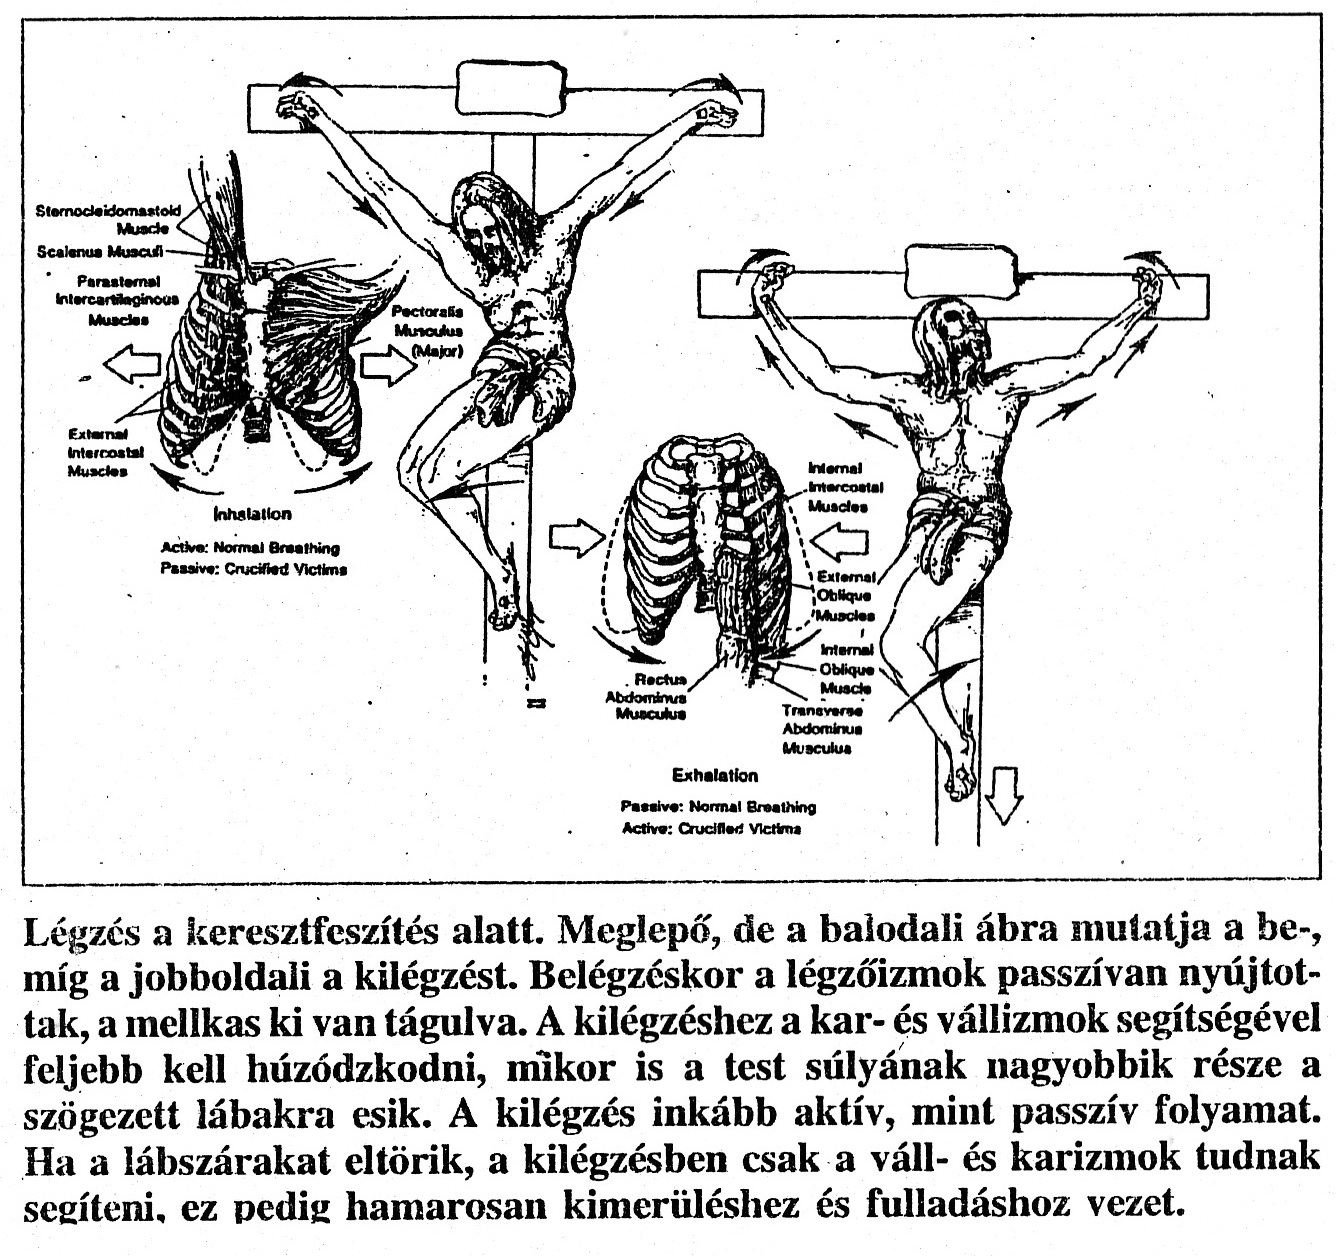 Sternocleidomastoid
Muscle
Scalenus Musculi
Parasternal
Intercartilaginous
Muscles
Pectoralis
Musculus
(Major)
External
Intercostal
Muscles
Inhalation
Active: Normal Breathing
Passive: Crucified Victims
Internal
Intercostal
Muscles
External
Oblique
Muscles
Internal
Oblique
Muscle
Rectus
Abdominus
Musculus
Transverse
Abdominus
Musculus
Exhalation
Passive: Normal Breathing
Active: Crucified Victims
Légzés a keresztfeszítés alatt. Meglepő, de a balodali ábra mutatja a be-,
míg a jobboldali a kilégzést. Belégzéskor a légzőizmok passzívan nyújtot-
tak, a mellkas ki van tágulva. A kilégzéshez a kar- és vállizmok segítségével
feljebb kell húzódzkodni, mikor is a test súlyának nagyobbik része a
szögezett lábakra esik. A kilégzés inkább aktív, mint passzív folyamat.
Ha a lábszárakat eltörik, a kilégzésben csak a váll- és karizmok tudnak
segíteni, ez pedig hamarosan kimerüléshez és fulladáshoz vezet.